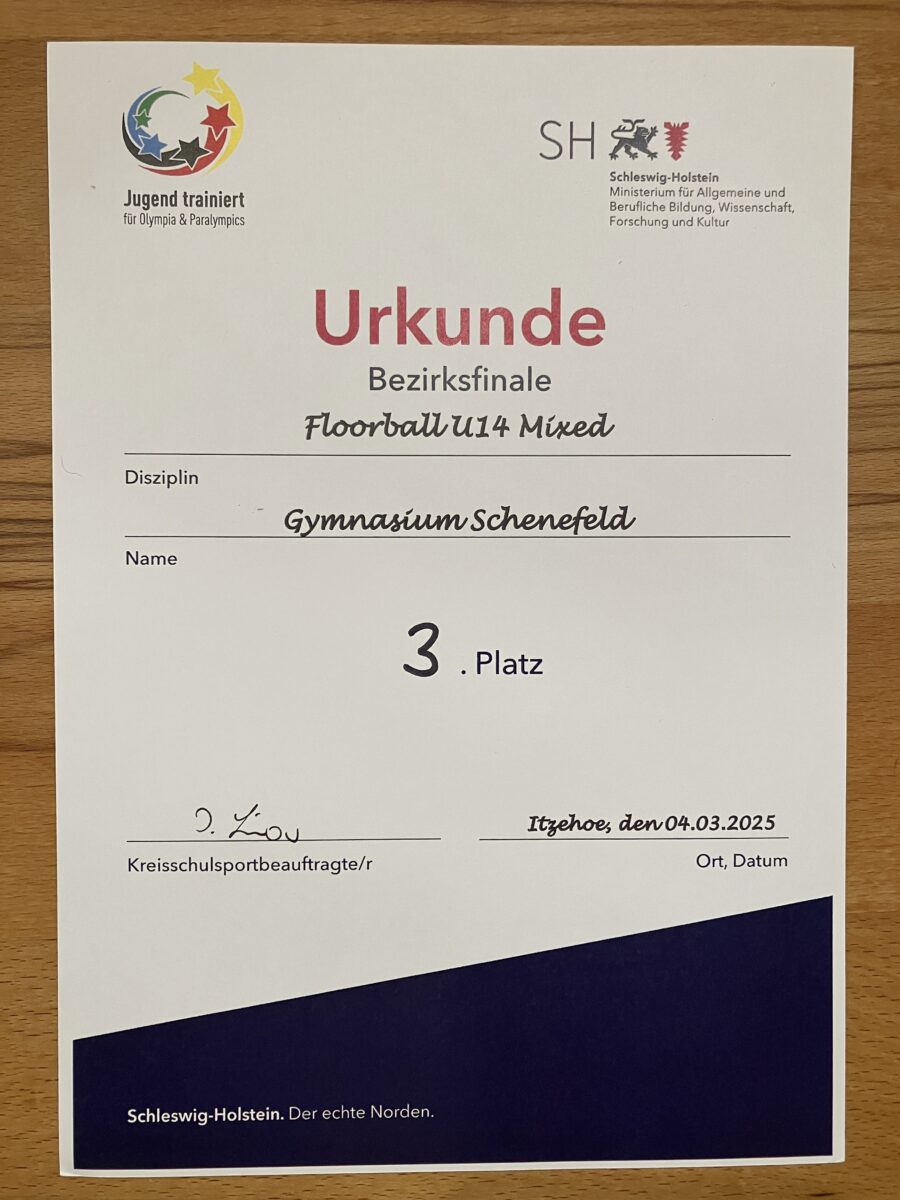 Jugend trainiert
für Olympia & Paralympics
SH
Schleswig-Holstein
Ministerium für Allgemeine und
Berufliche Bildung, Wissenschaft,
Forschung und Kultur
Urkunde
Bezirksfinale
Floorball U14 Mixed
Disziplin
Gymnasium Schenefeld
Name
3. Platz
Itzehoe, den 04.03.2025
Kreisschulsportbeauftragte/r
Ort, Datum
Schleswig-Holstein. Der echte Norden.